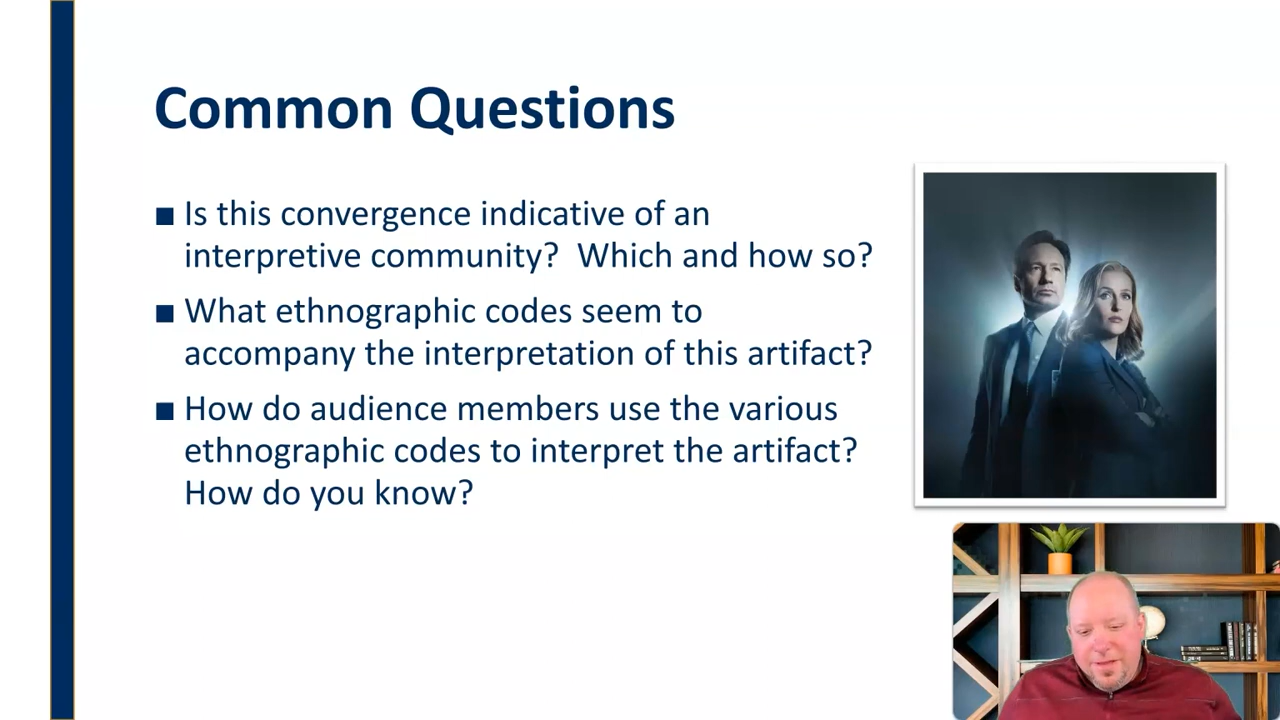 Common Questions
■ Is this convergence indicative of an
interpretive community?  Which and how so?
■ What ethnographic codes seem to
accompany the interpretation of this artifact?
■ How do audience members use the various
ethnographic codes to interpret the artifact?
How do you know?